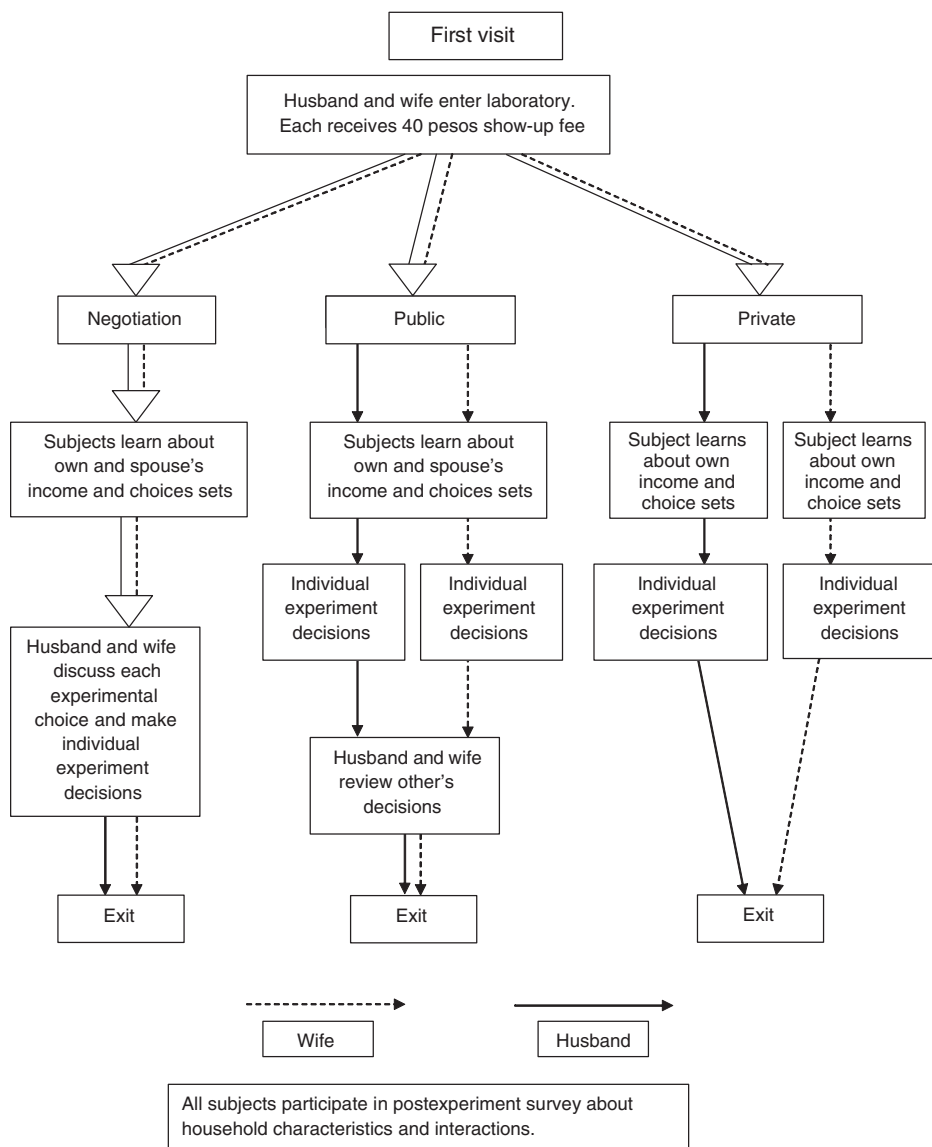 First visit
Husband and wife enter laboratory.
Each receives 40 pesos show-up fee
Negotiation
Public
Private
Subjects learn about
own and spouse's
income and choices sets
Subjects learn about
own and spouse's
income and choices sets
Subject learns
about own
income and
choice sets
Subject learns
about own
income and
choice sets
Husband and wife
discuss each
experimental
choice and make
individual
experiment
decisions
Individual
experiment
decisions
Individual
experiment
decisions
Individual
experiment
decisions
Individual
experiment
decisions
Husband and wife
review other's
decisions
Exit
Exit
Exit
Wife
Husband
All subjects participate in postexperiment survey about
household characteristics and interactions.